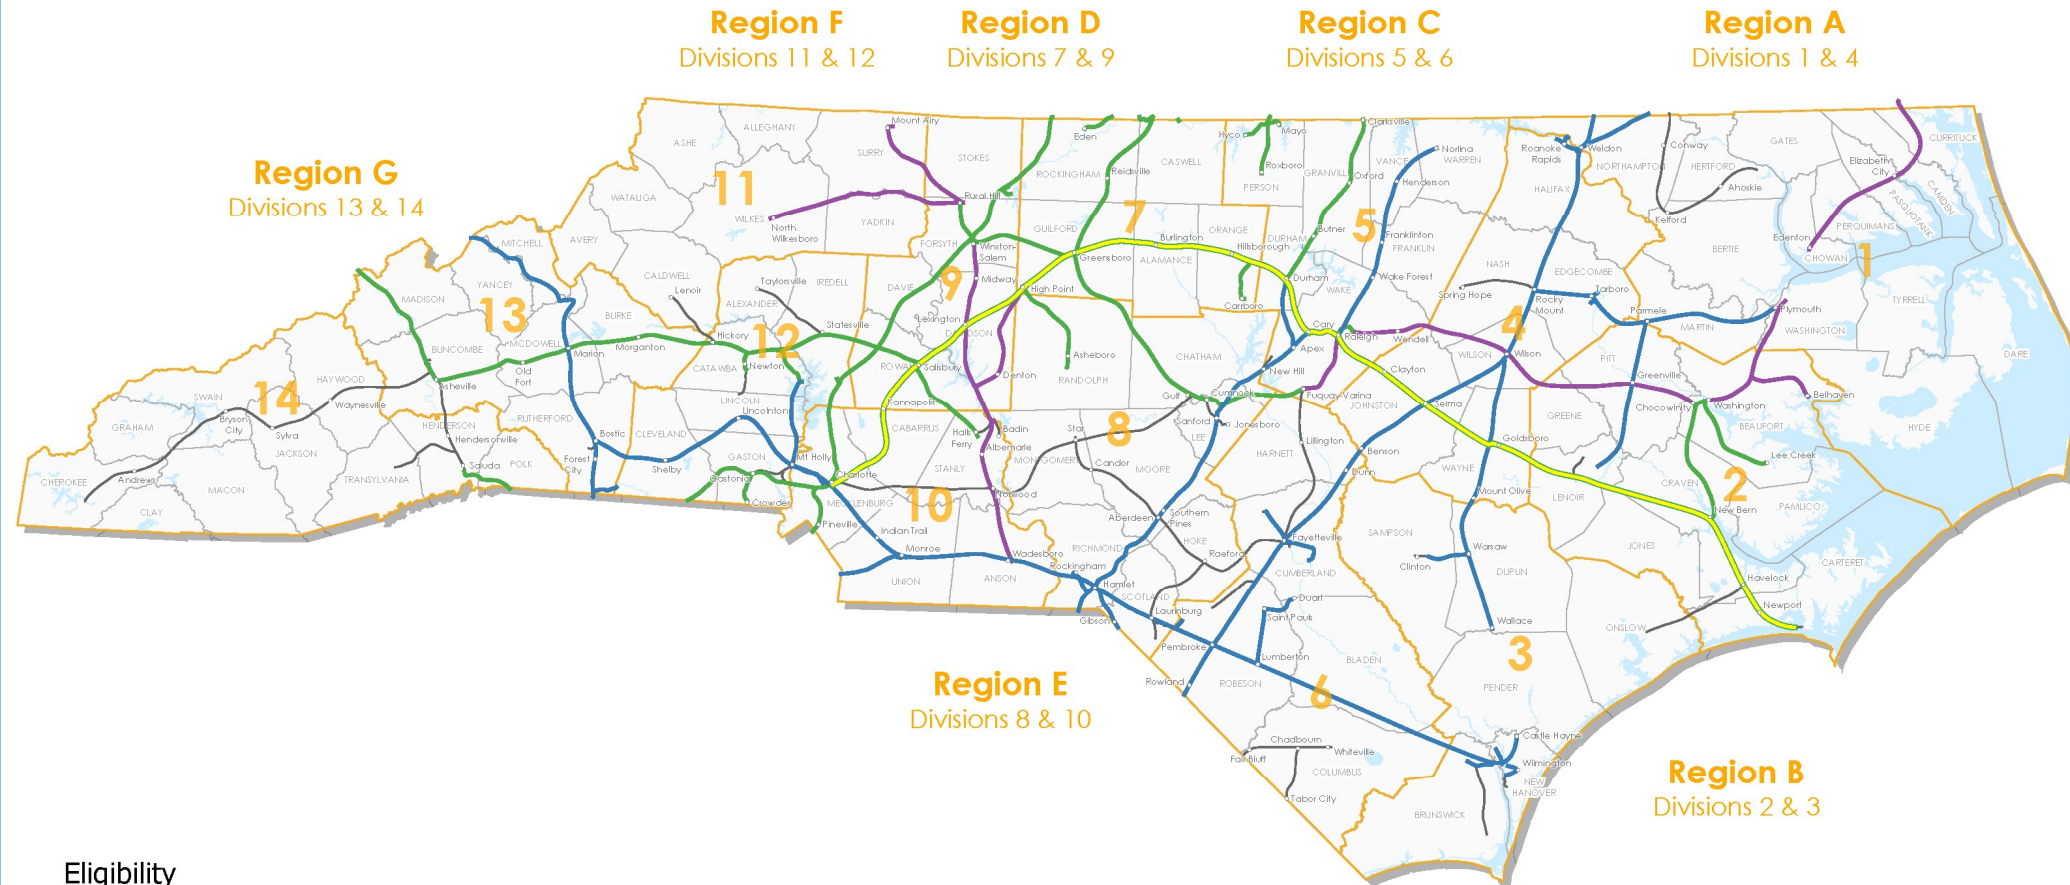 Region F
Divisions 11 & 12
Region D
Divisions 7 & 9
Region C
Divisions 5 & 6
Region A
Divisions 1 & 4
Region G
Divisions 13 & 14
Region E
Divisions 8 & 10
Region B
Divisions 2 & 3
ASHE
ALLEGHANY
Mount Airy
SURRY
STOKES
Eden
ROCKINGHAM
Reidsville
CASWELL
Hyco
Mayo
Roxboro
PERSON
Clarksville
GRANVILLE
Oxford
VANCE
Norlina
WARREN
Henderson
Roanoke
Rapids
Weldon
NORTHAMPTON
Conway
HERTFORD
GATES
Ahoskie
Kelford
HALIFAX
BERTIE
Elizabeth
City
CURRITUCK
CAMDEN
PASQUOTANK
PERQUIMANS
Edenton
CHOWAN
1
WATAUGA
11
WILKES
North
Wilkesboro
YADKIN
Rural Hall
FORSYTH
Winston-
Salem
GUILFORD
Greensboro
7
Burlington
ALAMANCE
ORANGE
Hillsborough
DURHAM
Durham
Butner
5
Franklinton
FRANKLIN
Wake Forest
WAKE
NASH
Spring Hope
Rocky
Mount
EDGECOMBE
Tarboro
Parmele
MARTIN
Plymouth
WASHINGTON
TYRRELL
DARE
MITCHELL
AVERY
YANCEY
MADISON
13
CALDWELL
Lenoir
BURKE
ALEXANDER
Taylorsville
IREDELL
Statesville
DAVIE
9
Midway
High Point
Lexington
DAVIDSON
Carrboro
Cary
Raleigh
Apex
Wendell
4
WILSON
Wilson
PITT
Greenville
BUNCOMBE
Asheville
MCDOWELL
Old
Fort
Marion
Morganton
Hickory
12
CATAWBA
Newton
ROWAN
Salisbury
Denton
Asheboro
RANDOLPH
CHATHAM
New Hill
Clayton
JOHNSTON
Selma
GREENE
Chocowinity
Washington
BEAUFORT
Belhaven
HYDE
14
HAYWOOD
Waynesville
SWAIN
Bryson
City
Sylva
JACKSON
GRAHAM
CHEROKEE
Andrews
MACON
CLAY
TRANSYLVANIA
HENDERSON
Hendersonville
Saluda
POLK
RUTHERFORD
Forest
City
Bostic
CLEVELAND
Shelby
LINCOLN
Lincolnton
GASTON
Gastonia
Crowder
Mt Holly
Charlotte
MECKLENBURG
Pineville
Kannapolis
CABARRUS
Halls
Ferry
Badin
Albemarle
STANLY
Norwood
10
Indian Trail
Monroe
UNION
ANSON
Wadesboro
MONTGOMERY
Star
Candor
8
MOORE
Gulf
Cumnock
Sanford
Jonesboro
LEE
Fuquay-Varina
Lillington
HARNETT
Benson
Dunn
Aberdeen
Southern
Pines
HOKE
Raeford
RICHMOND
Rockingham
Hamlet
SCOTLAND
Laurinburg
Gibson
Fayetteville
CUMBERLAND
Duart
Saint Pauls
Pembroke
Lumberton
Rowland
ROBESON
BLADEN
6
WAYNE
Goldsboro
Mount Olive
SAMPSON
Warsaw
Clinton
DUPLIN
Wallace
3
PENDER
LENOIR
CRAVEN
New Bern
2
Lee Creek
PAMLICO
JONES
CARTERET
Havelock
Newport
ONSLOW
Chadbourn
Whiteville
Fair Bluff
COLUMBUS
Tabor City
BRUNSWICK
Castle Hayne
Wilmington
NEW
HANOVER
Eligibility